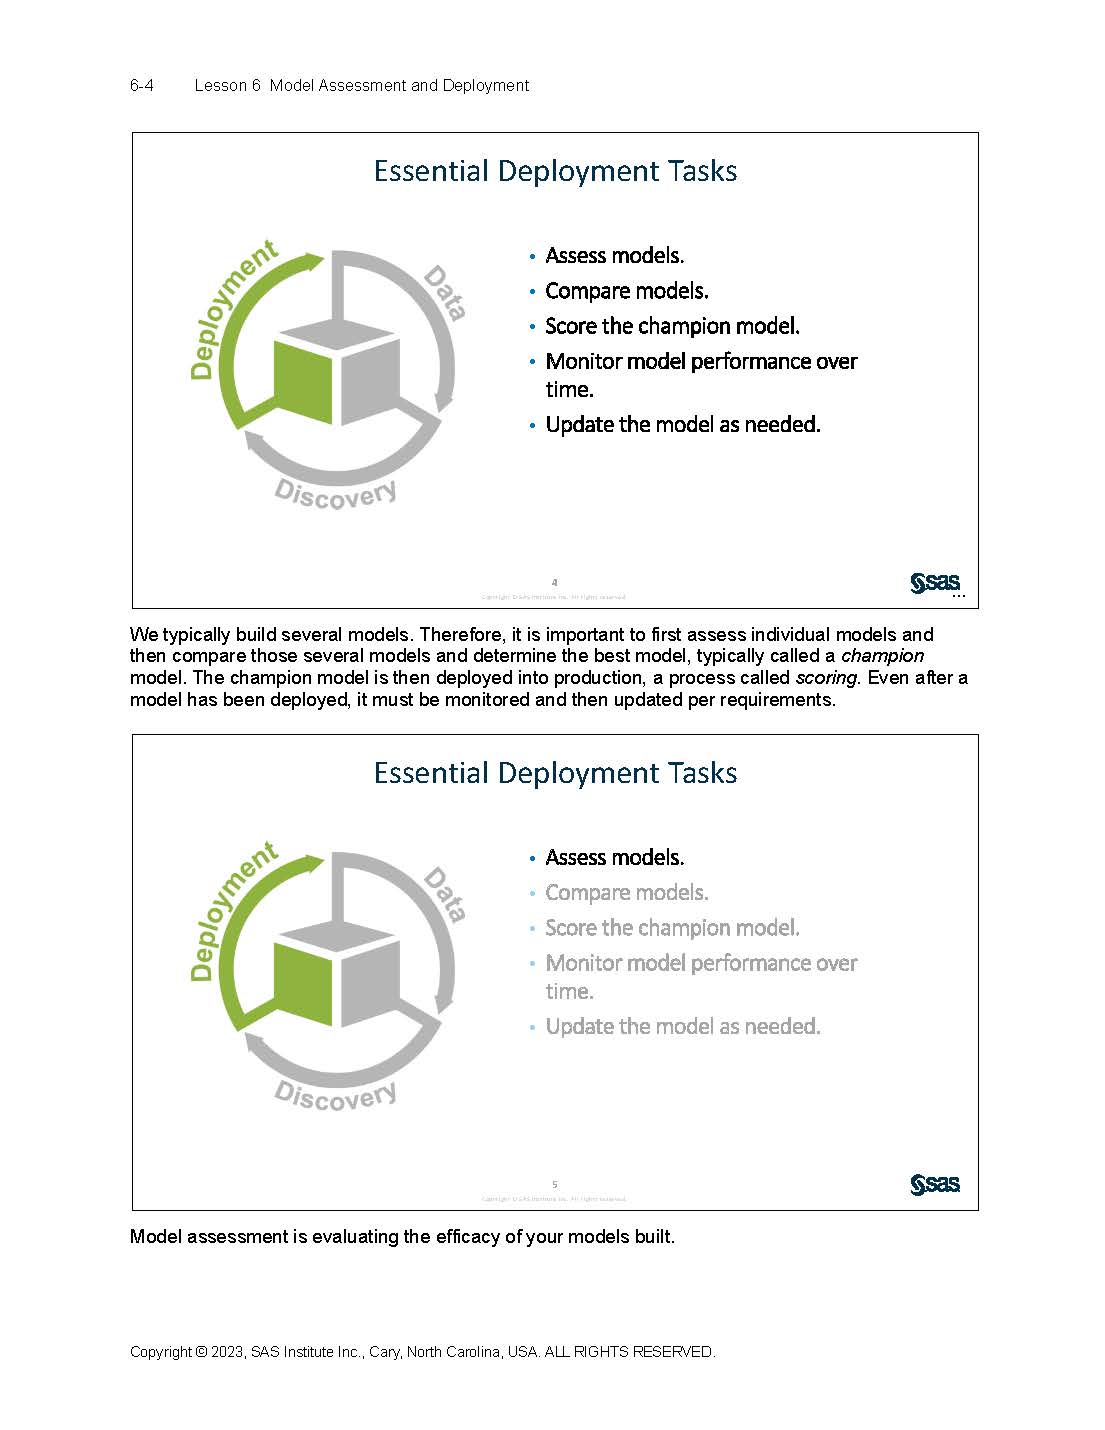 6-4 Lesson 6 Model Assessment and Deployment
Essential Deployment Tasks
Deployment
Data
Discovery
• Assess models.
• Compare models.
• Score the champion model.
• Monitor model performance over
time.
• Update the model as needed.
4
Copyright © SAS Institute Inc. All rights reserved.
sas
...
We typically build several models. Therefore, it is important to first assess individual models and
then compare those several models and determine the best model, typically called a champion
model. The champion model is then deployed into production, a process called scoring. Even after a
model has been deployed, it must be monitored and then updated per requirements.
Essential Deployment Tasks
Deployment
Data
Discovery
• Assess models.
• Compare models.
• Score the champion model.
• Monitor model performance over
time.
• Update the model as needed.
5
Copyright © SAS Institute Inc. All rights reserved.
sas
Model assessment is evaluating the efficacy of your models built.
Copyright © 2023, SAS Institute Inc., Cary, North Carolina, USA. ALL RIGHTS RESERVED.